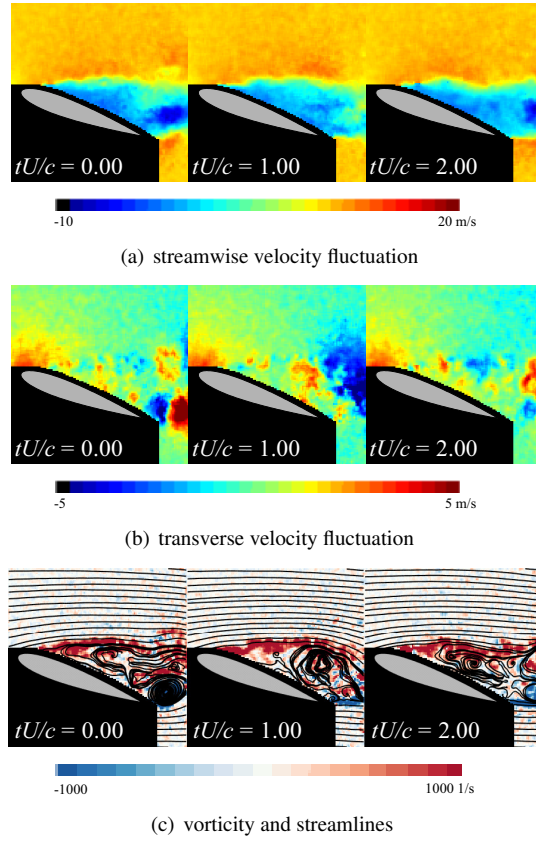 tU/c = 0.00 tU/c = 1.00 tU/c = 2.00
-10 20 m/s
(a) streamwise velocity fluctuation
tU/c = 0.00 tU/c = 1.00 tU/c = 2.00
-5 5 m/s
(b) transverse velocity fluctuation
tU/c = 0.00 tU/c = 1.00 tU/c = 2.00
-1000 1000 1/s
(c) vorticity and streamlines